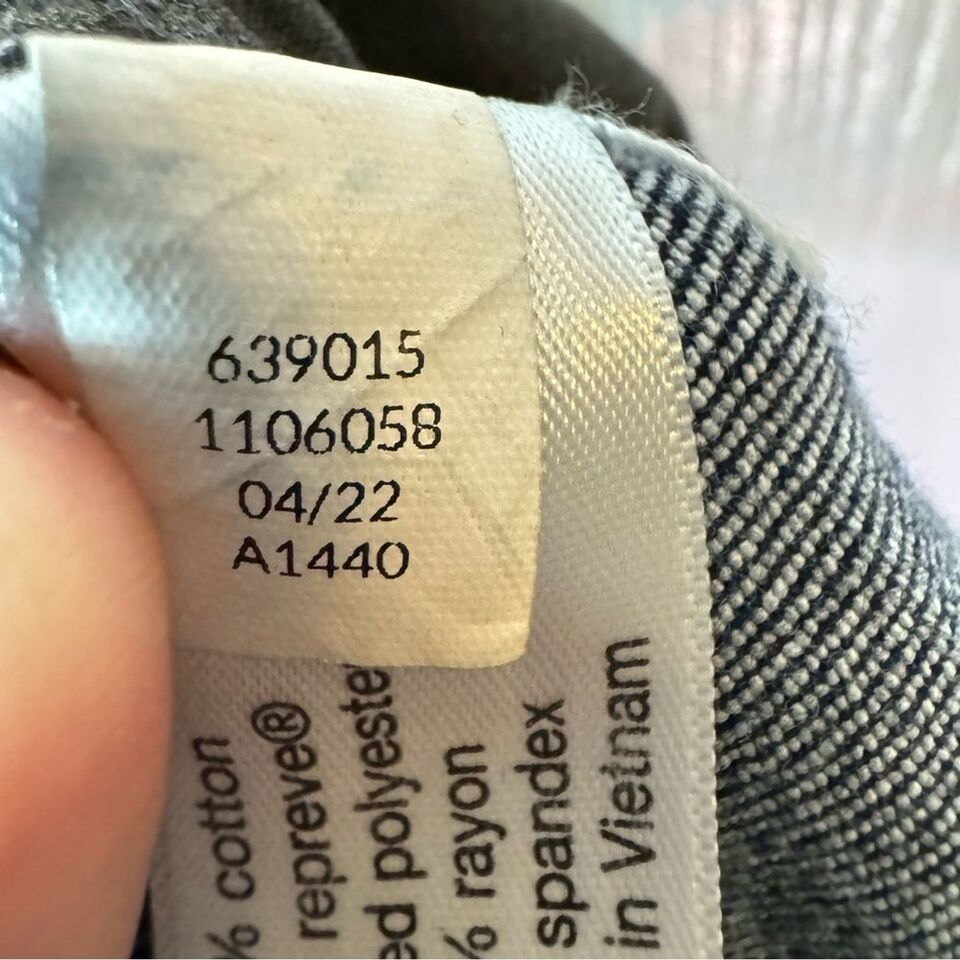 639015
1106058
04/22
A1440
% cotton
repreve®
ed polyeste
% rayon
spandex
in Vietnam